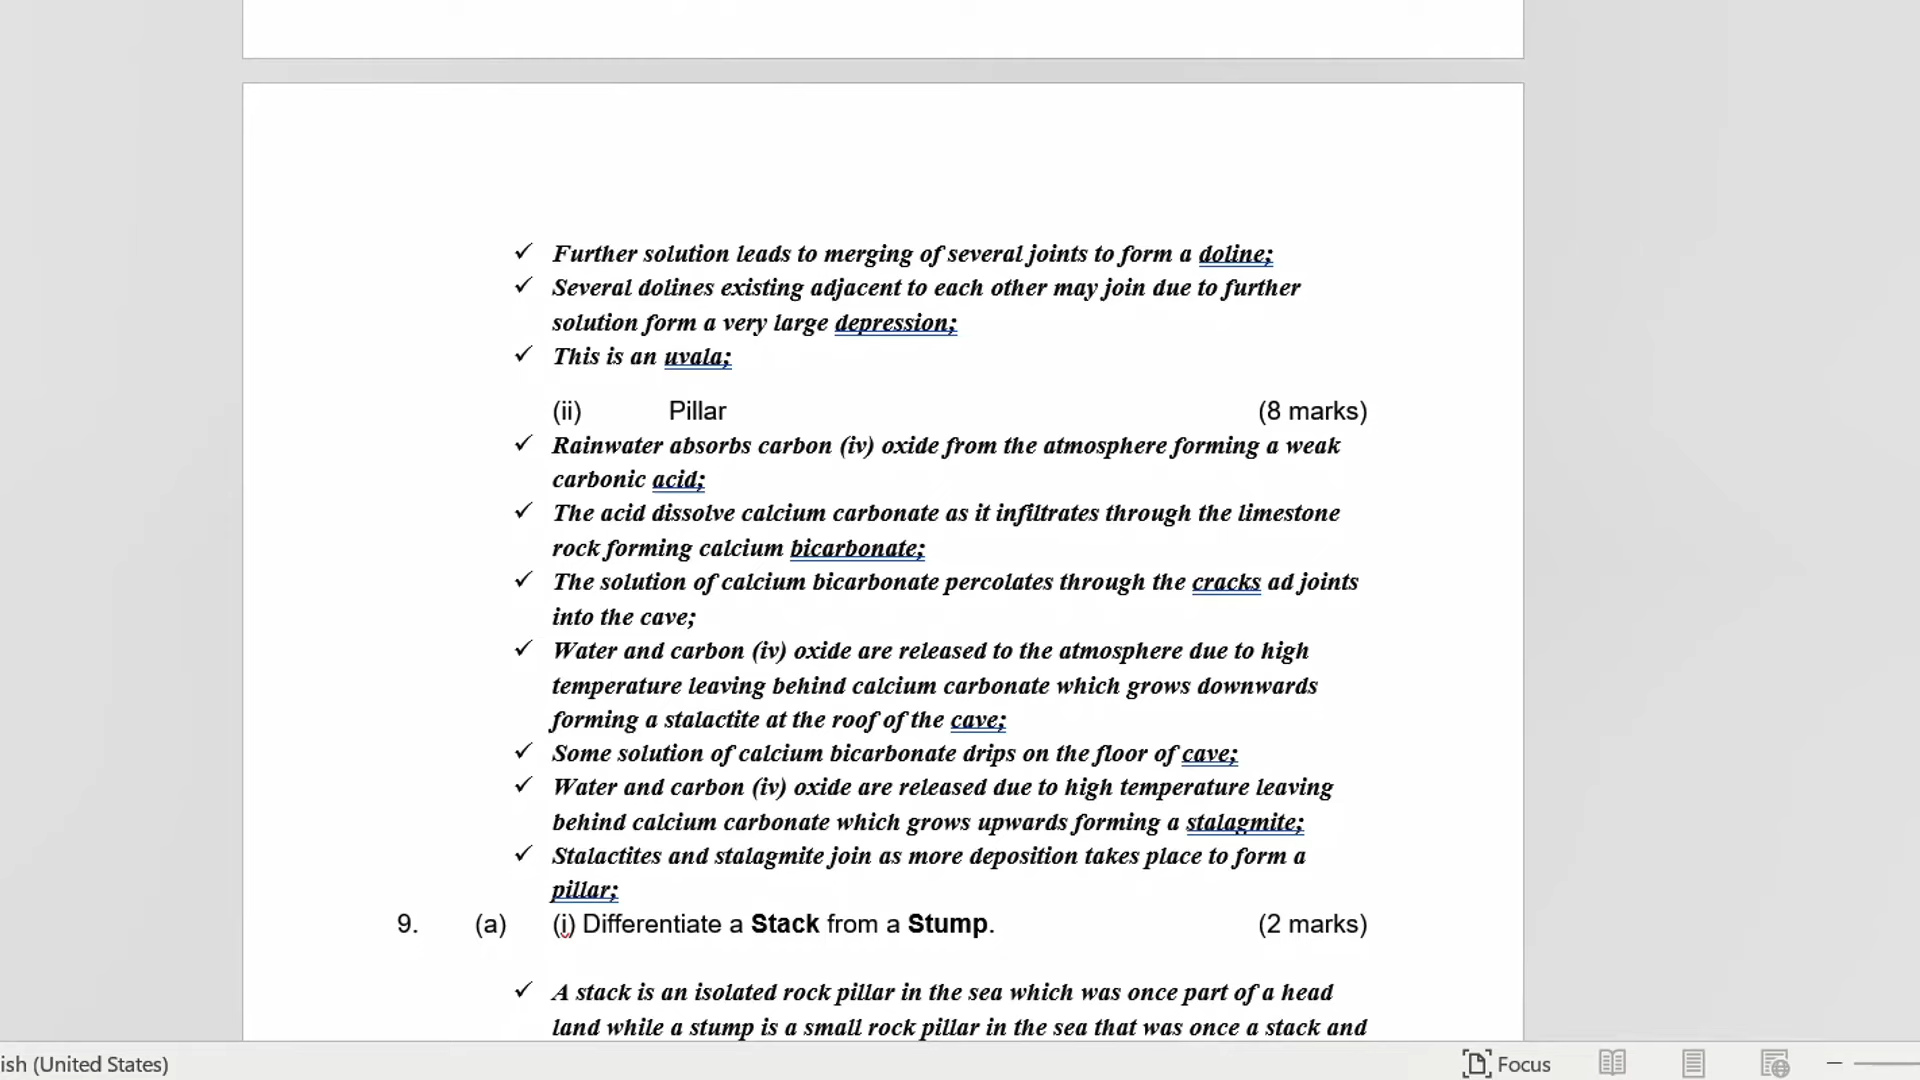 ✓ Further solution leads to merging of several joints to form a doline;
✓ Several dolines existing adjacent to each other may join due to further
solution form a very large depression;
✓ This is an uvala;
(ii) Pillar (8 marks)
✓ Rainwater absorbs carbon (iv) oxide from the atmosphere forming a weak
carbonic acid;
✓ The acid dissolve calcium carbonate as it infiltrates through the limestone
rock forming calcium bicarbonate;
✓ The solution of calcium bicarbonate percolates through the cracks ad joints
into the cave;
✓ Water and carbon (iv) oxide are released to the atmosphere due to high
temperature leaving behind calcium carbonate which grows downwards
forming a stalactite at the roof of the cave;
✓ Some solution of calcium bicarbonate drips on the floor of cave;
✓ Water and carbon (iv) oxide are released due to high temperature leaving
behind calcium carbonate which grows upwards forming a stalagmite;
✓ Stalactites and stalagmite join as more deposition takes place to form a
pillar;
9. (a) (i) Differentiate a Stack from a Stump. (2 marks)
✓ A stack is an isolated rock pillar in the sea which was once part of a head
land while a stump is a small rock pillar in the sea that was once a stack and
ish (United States) Focus